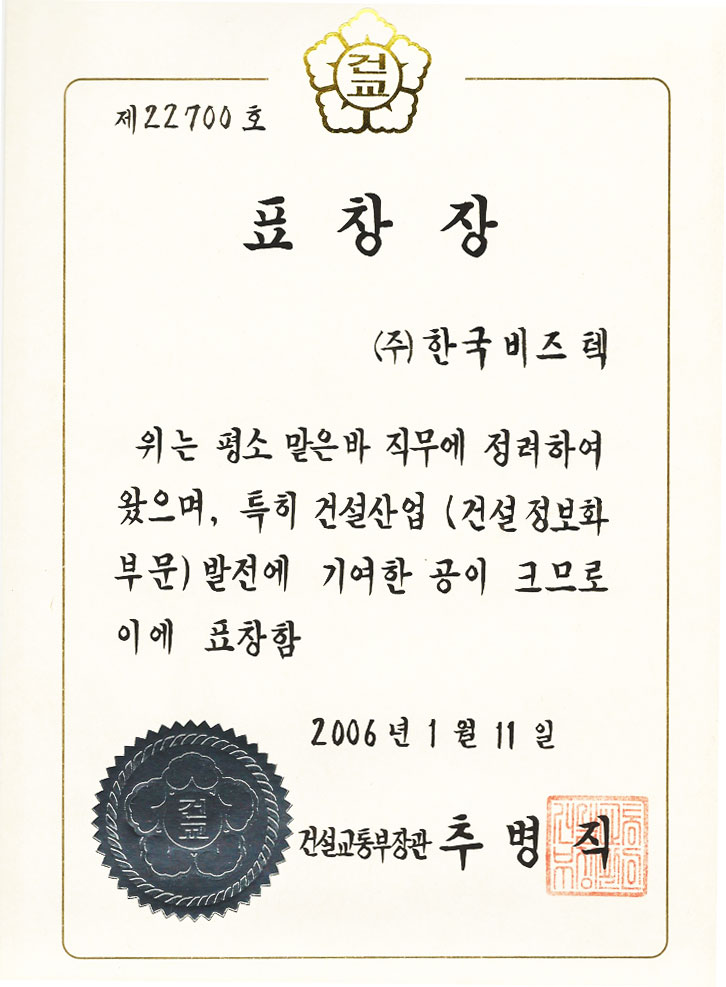 건교
제22700호
표창장
(주)한국비즈텍
위는 평소 맡은바 직무에 정려하여
왔으며, 특히 건설산업 (건설정보화
부문) 발전에 기여한 공이 크므로
이에 표창함
2006년 1월 11일
건교
건설교통부장관 추병직